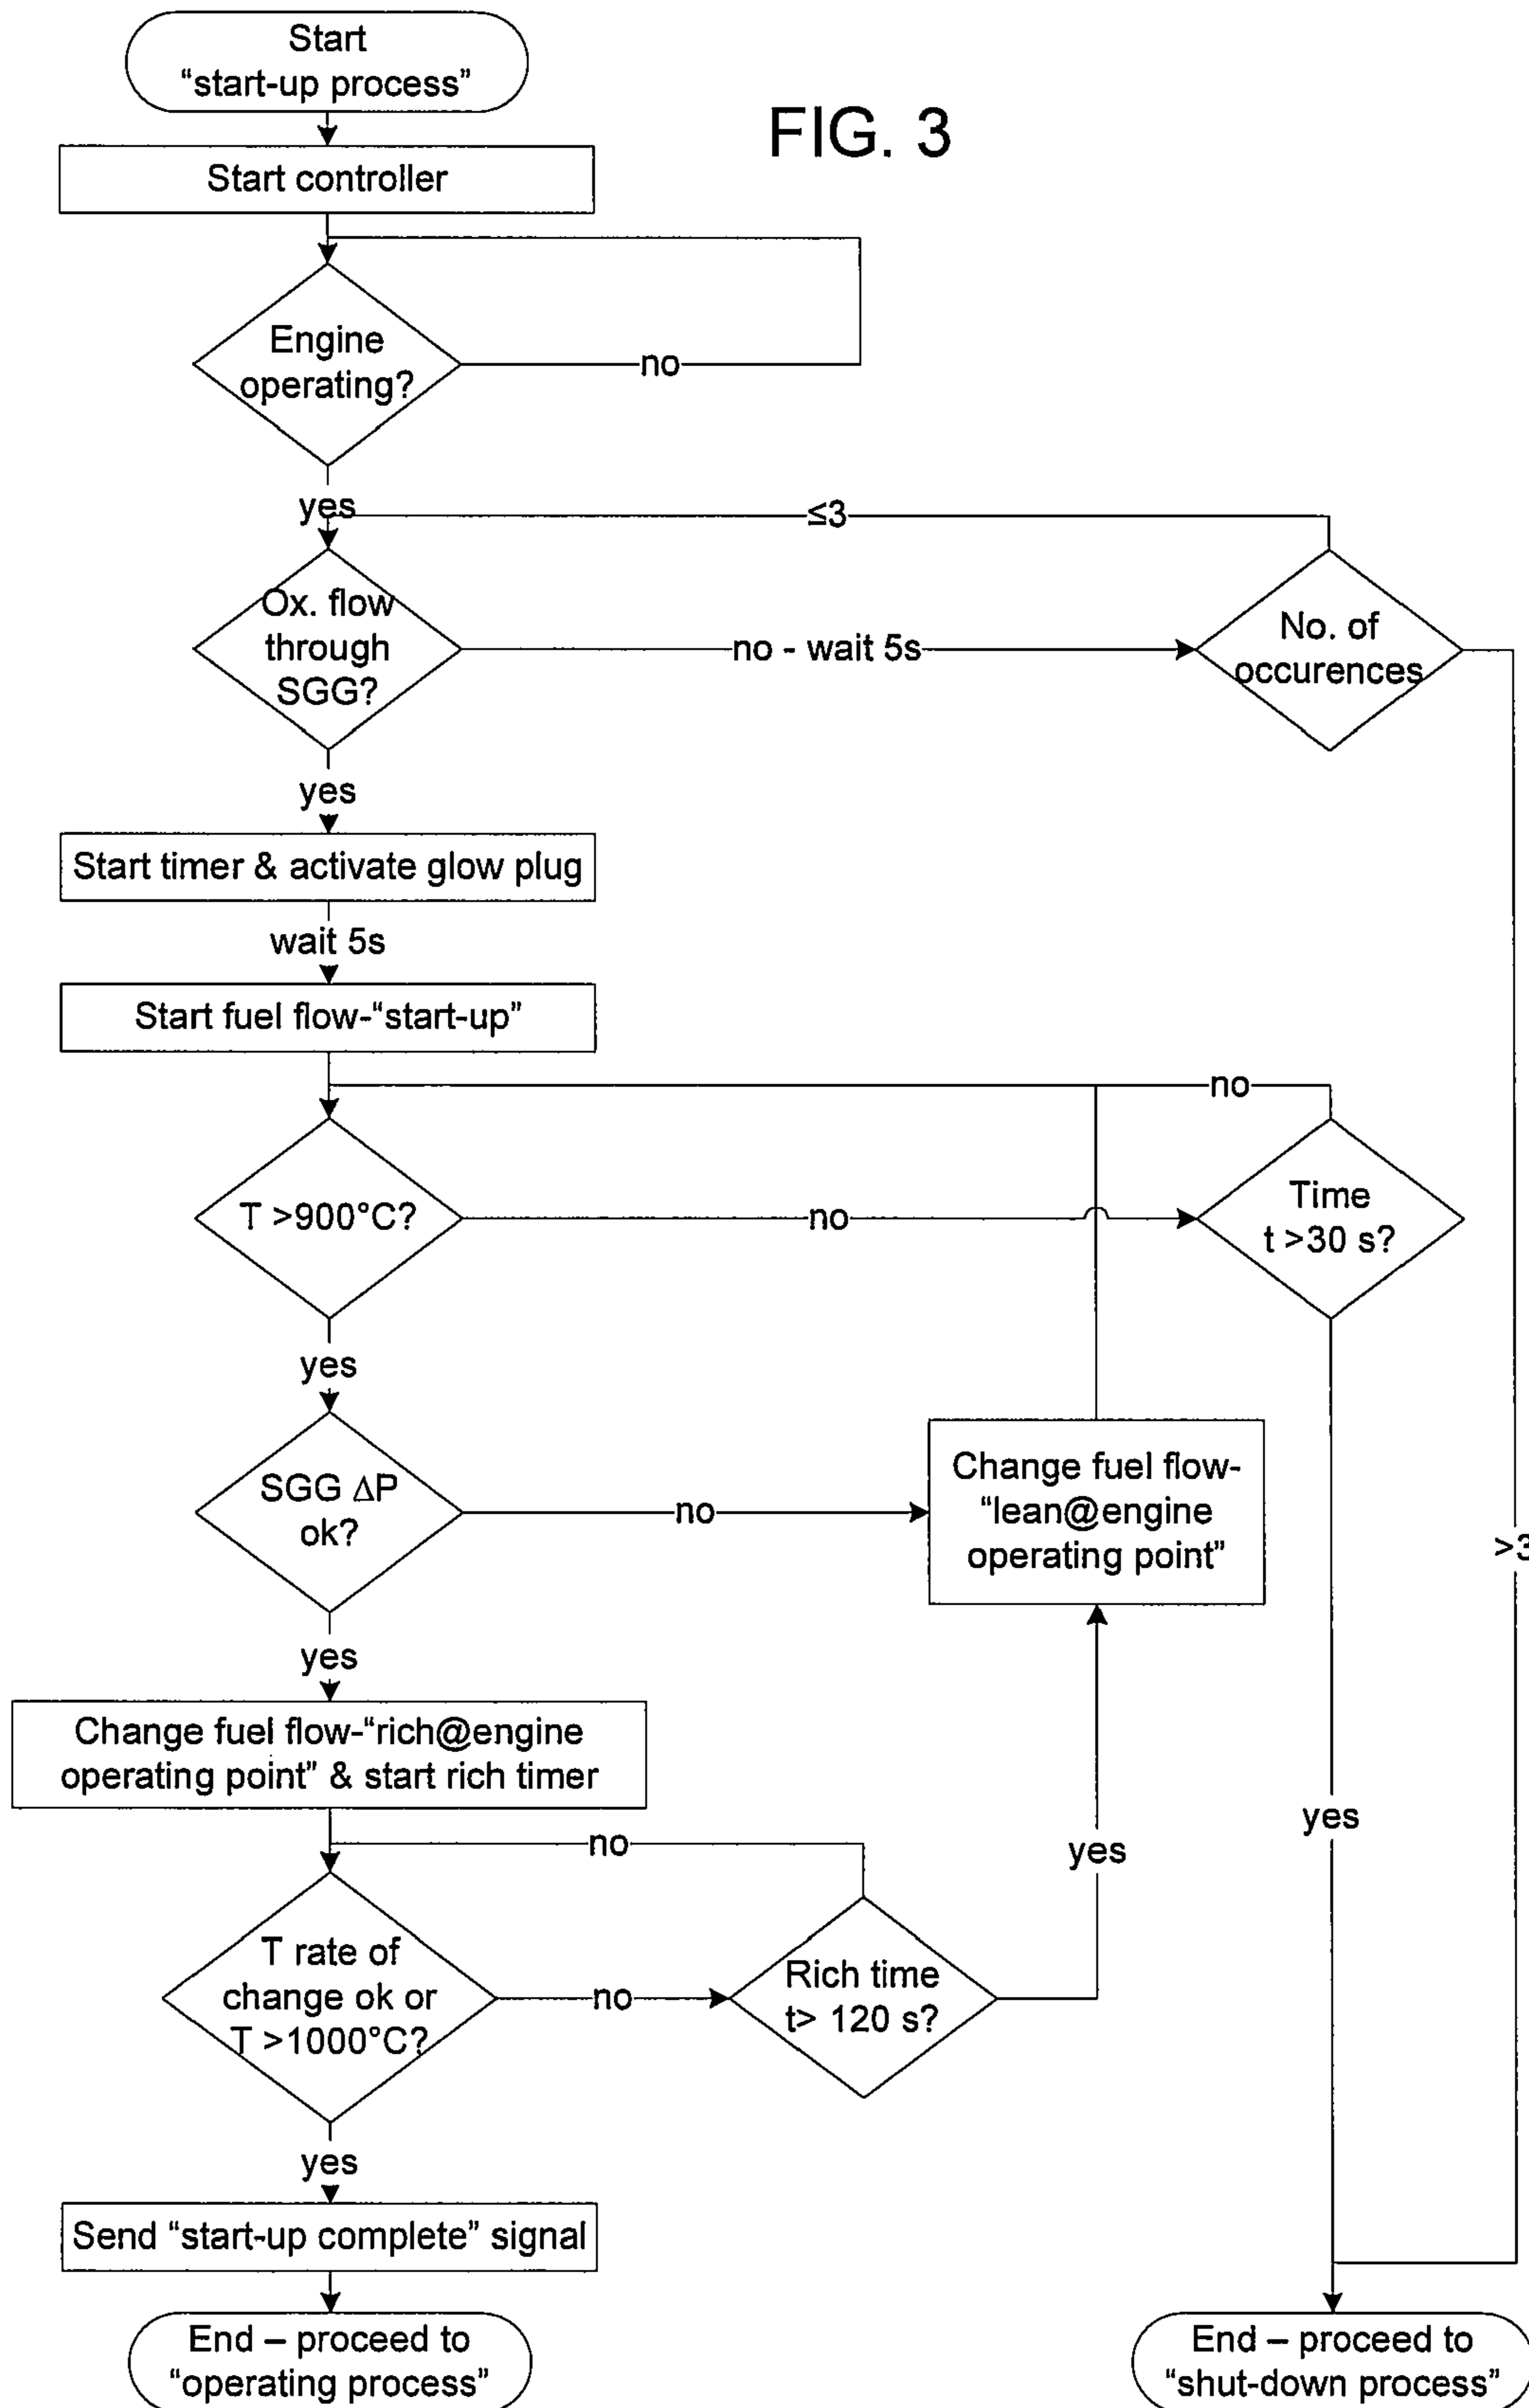 Start
“start-up process”
FIG. 3
Start controller
Engine
operating?
no
yes
≤3
Ox. flow
through
SGG?
no - wait 5s
No. of
occurences
yes
Start timer & activate glow plug
wait 5s
Start fuel flow-“start-up”
no
T >900°C?
no
Time
t >30 s?
yes
SGG ΔP
ok?
no
Change fuel flow-
“lean@engine
operating point”
>3
yes
Change fuel flow-“rich@engine
operating point” & start rich timer
no
yes
yes
T rate of
change ok or
T >1000°C?
no
Rich time
t> 120 s?
yes
Send “start-up complete” signal
End – proceed to
“operating process”
End – proceed to
“shut-down process”